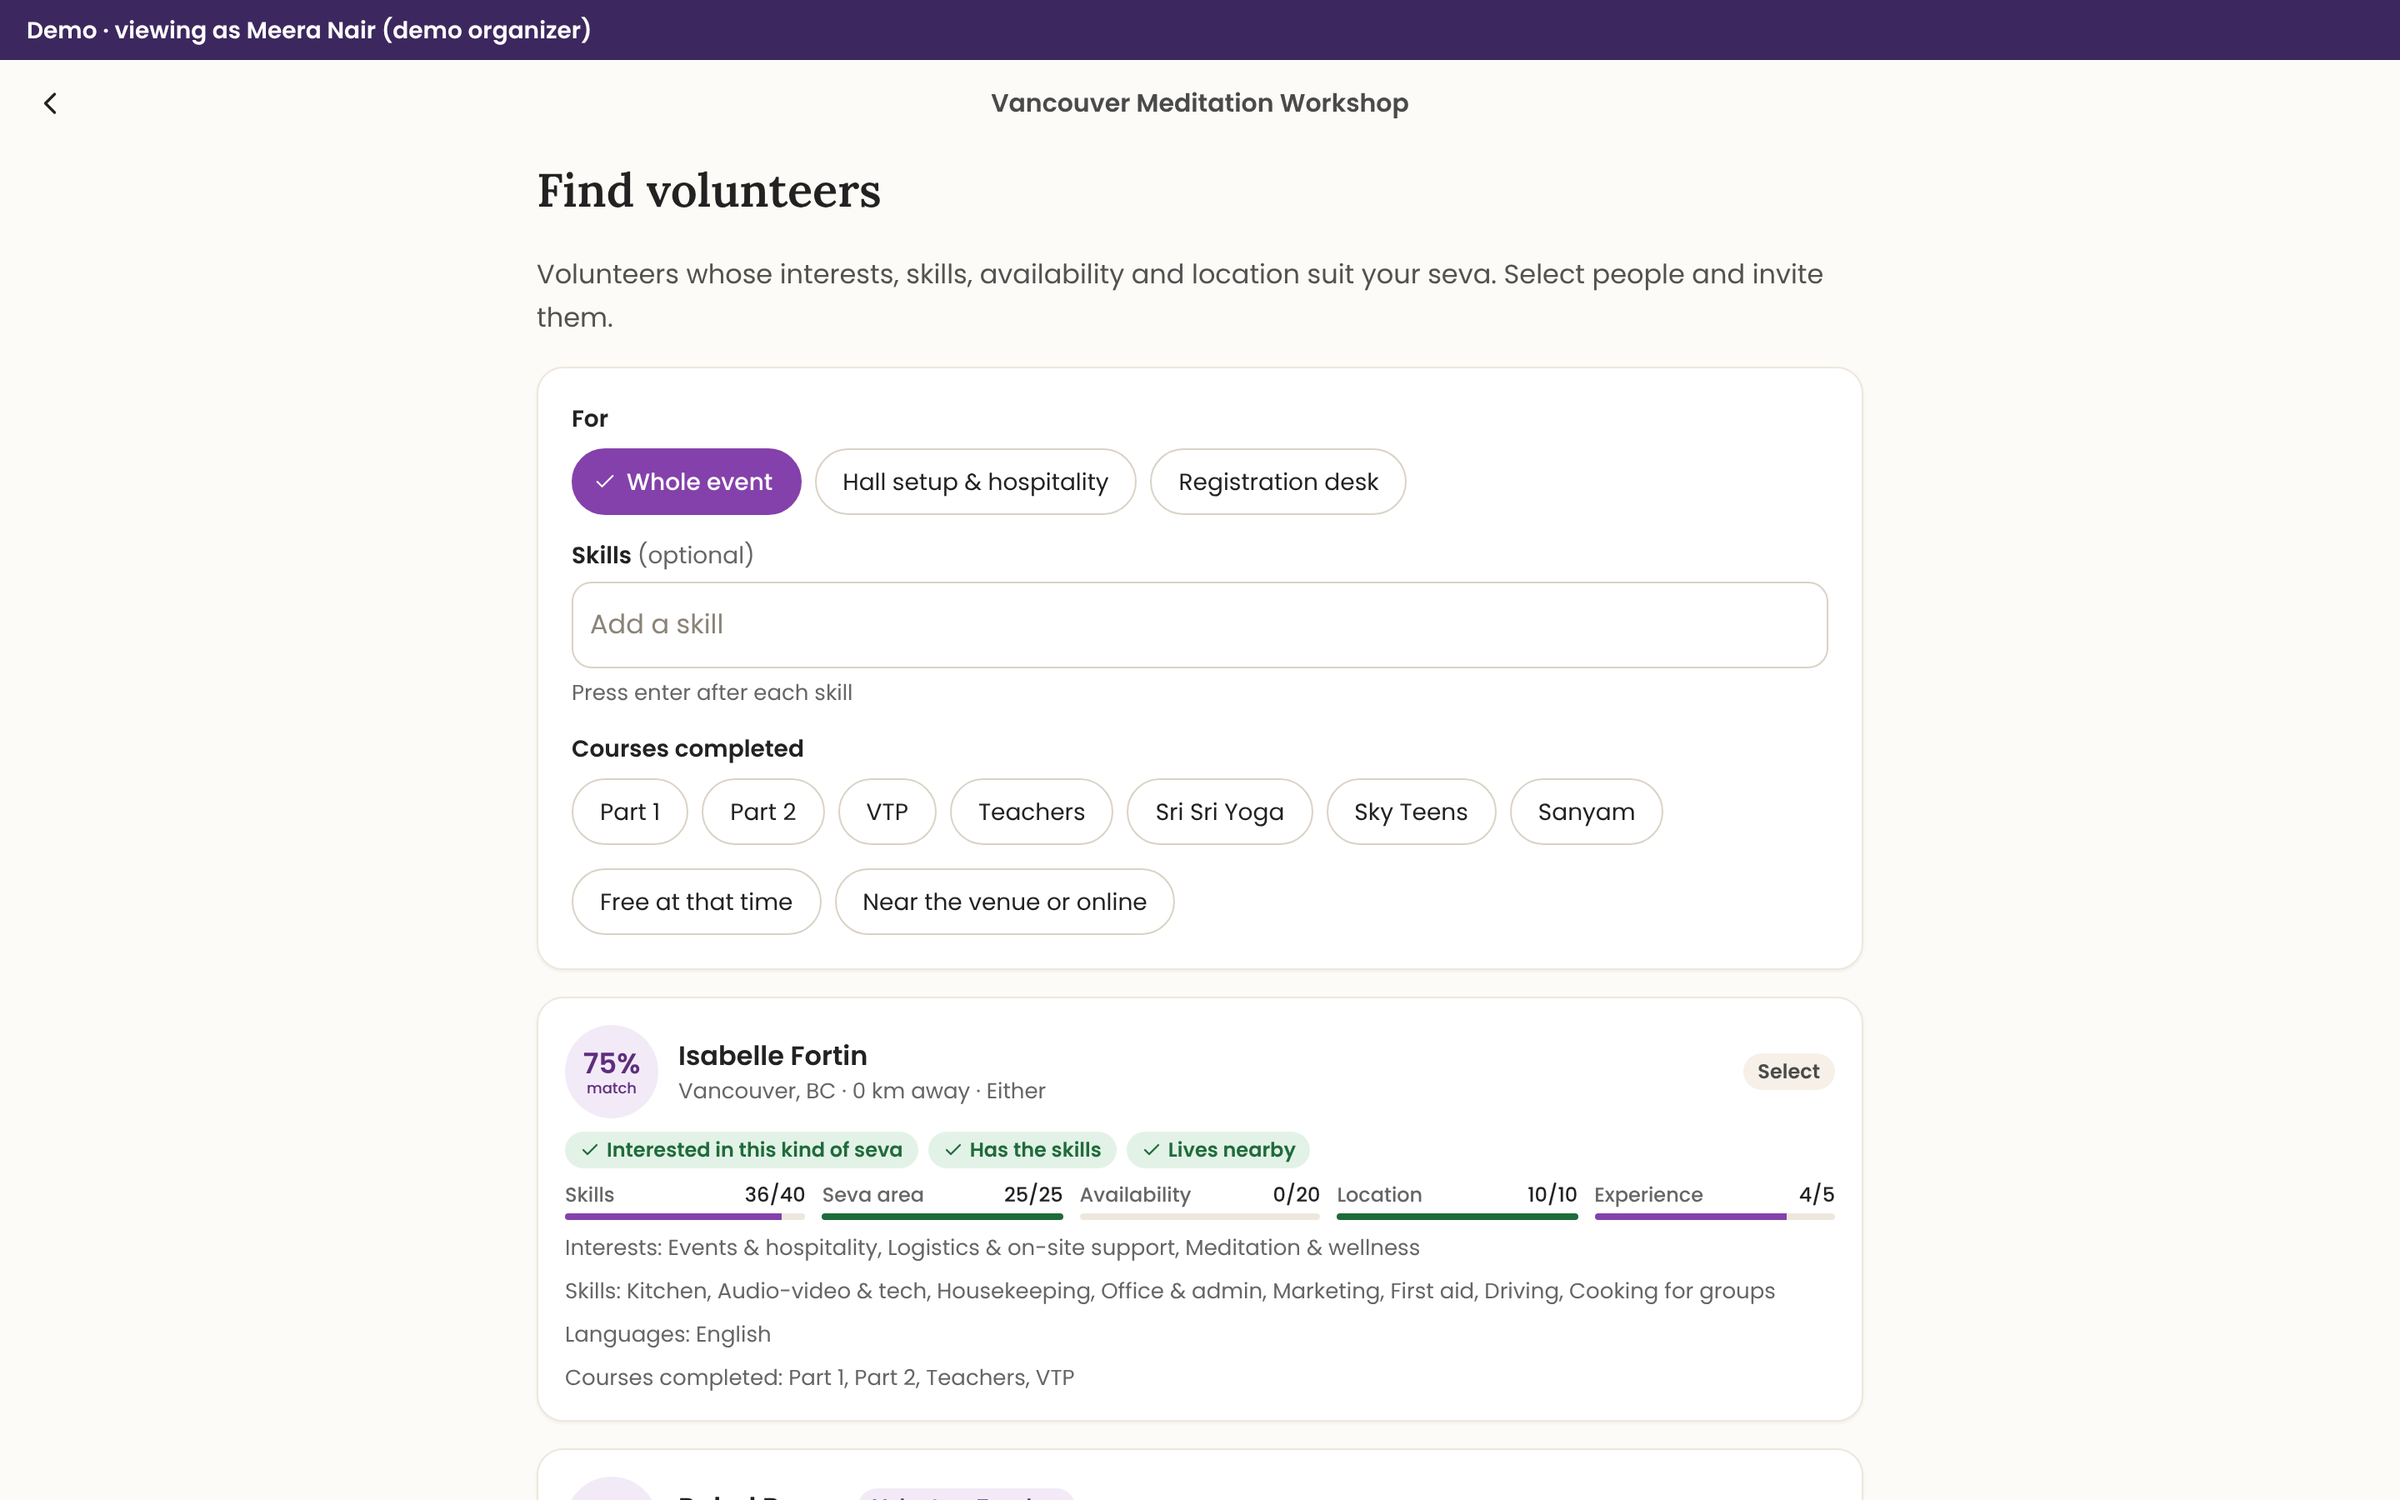 Demo · viewing as Meera Nair (demo organizer)
Vancouver Meditation Workshop
Find volunteers
Volunteers whose interests, skills, availability and location suit your seva. Select people and invite
them.
For
Whole event
Hall setup & hospitality
Registration desk
Skills (optional)
Add a skill
Press enter after each skill
Courses completed
Part 1
Part 2
VTP
Teachers
Sri Sri Yoga
Sky Teens
Sanyam
Free at that time
Near the venue or online
75%
match
Isabelle Fortin
Vancouver, BC · 0 km away · Either
Select
Interested in this kind of seva
Has the skills
Lives nearby
Skills 36/40
Seva area 25/25
Availability 0/20
Location 10/10
Experience 4/5
Interests: Events & hospitality, Logistics & on-site support, Meditation & wellness
Skills: Kitchen, Audio-video & tech, Housekeeping, Office & admin, Marketing, First aid, Driving, Cooking for groups
Languages: English
Courses completed: Part 1, Part 2, Teachers, VTP